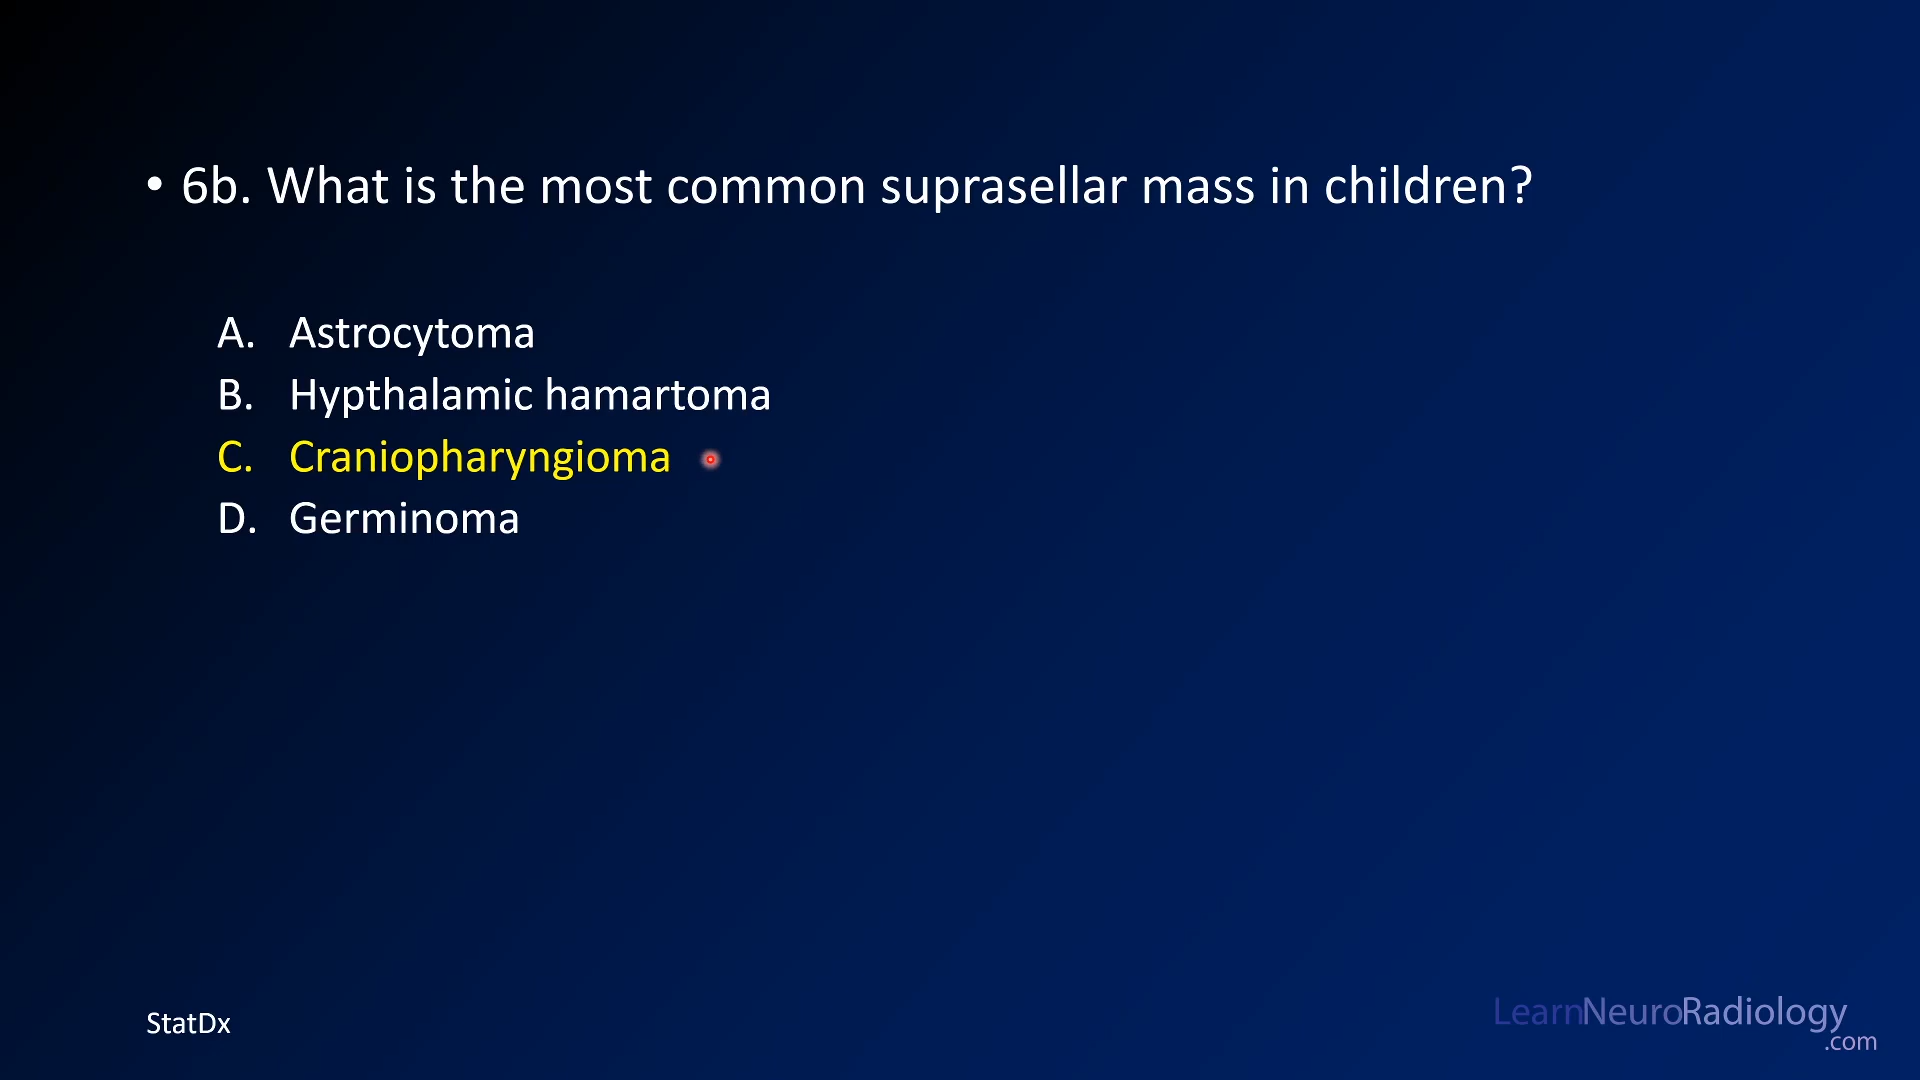 • 6b. What is the most common suprasellar mass in children?
A. Astrocytoma
B. Hypthalamic hamartoma
C. Craniopharyngioma
D. Germinoma
StatDx
LearnNeuroRadiology
.com